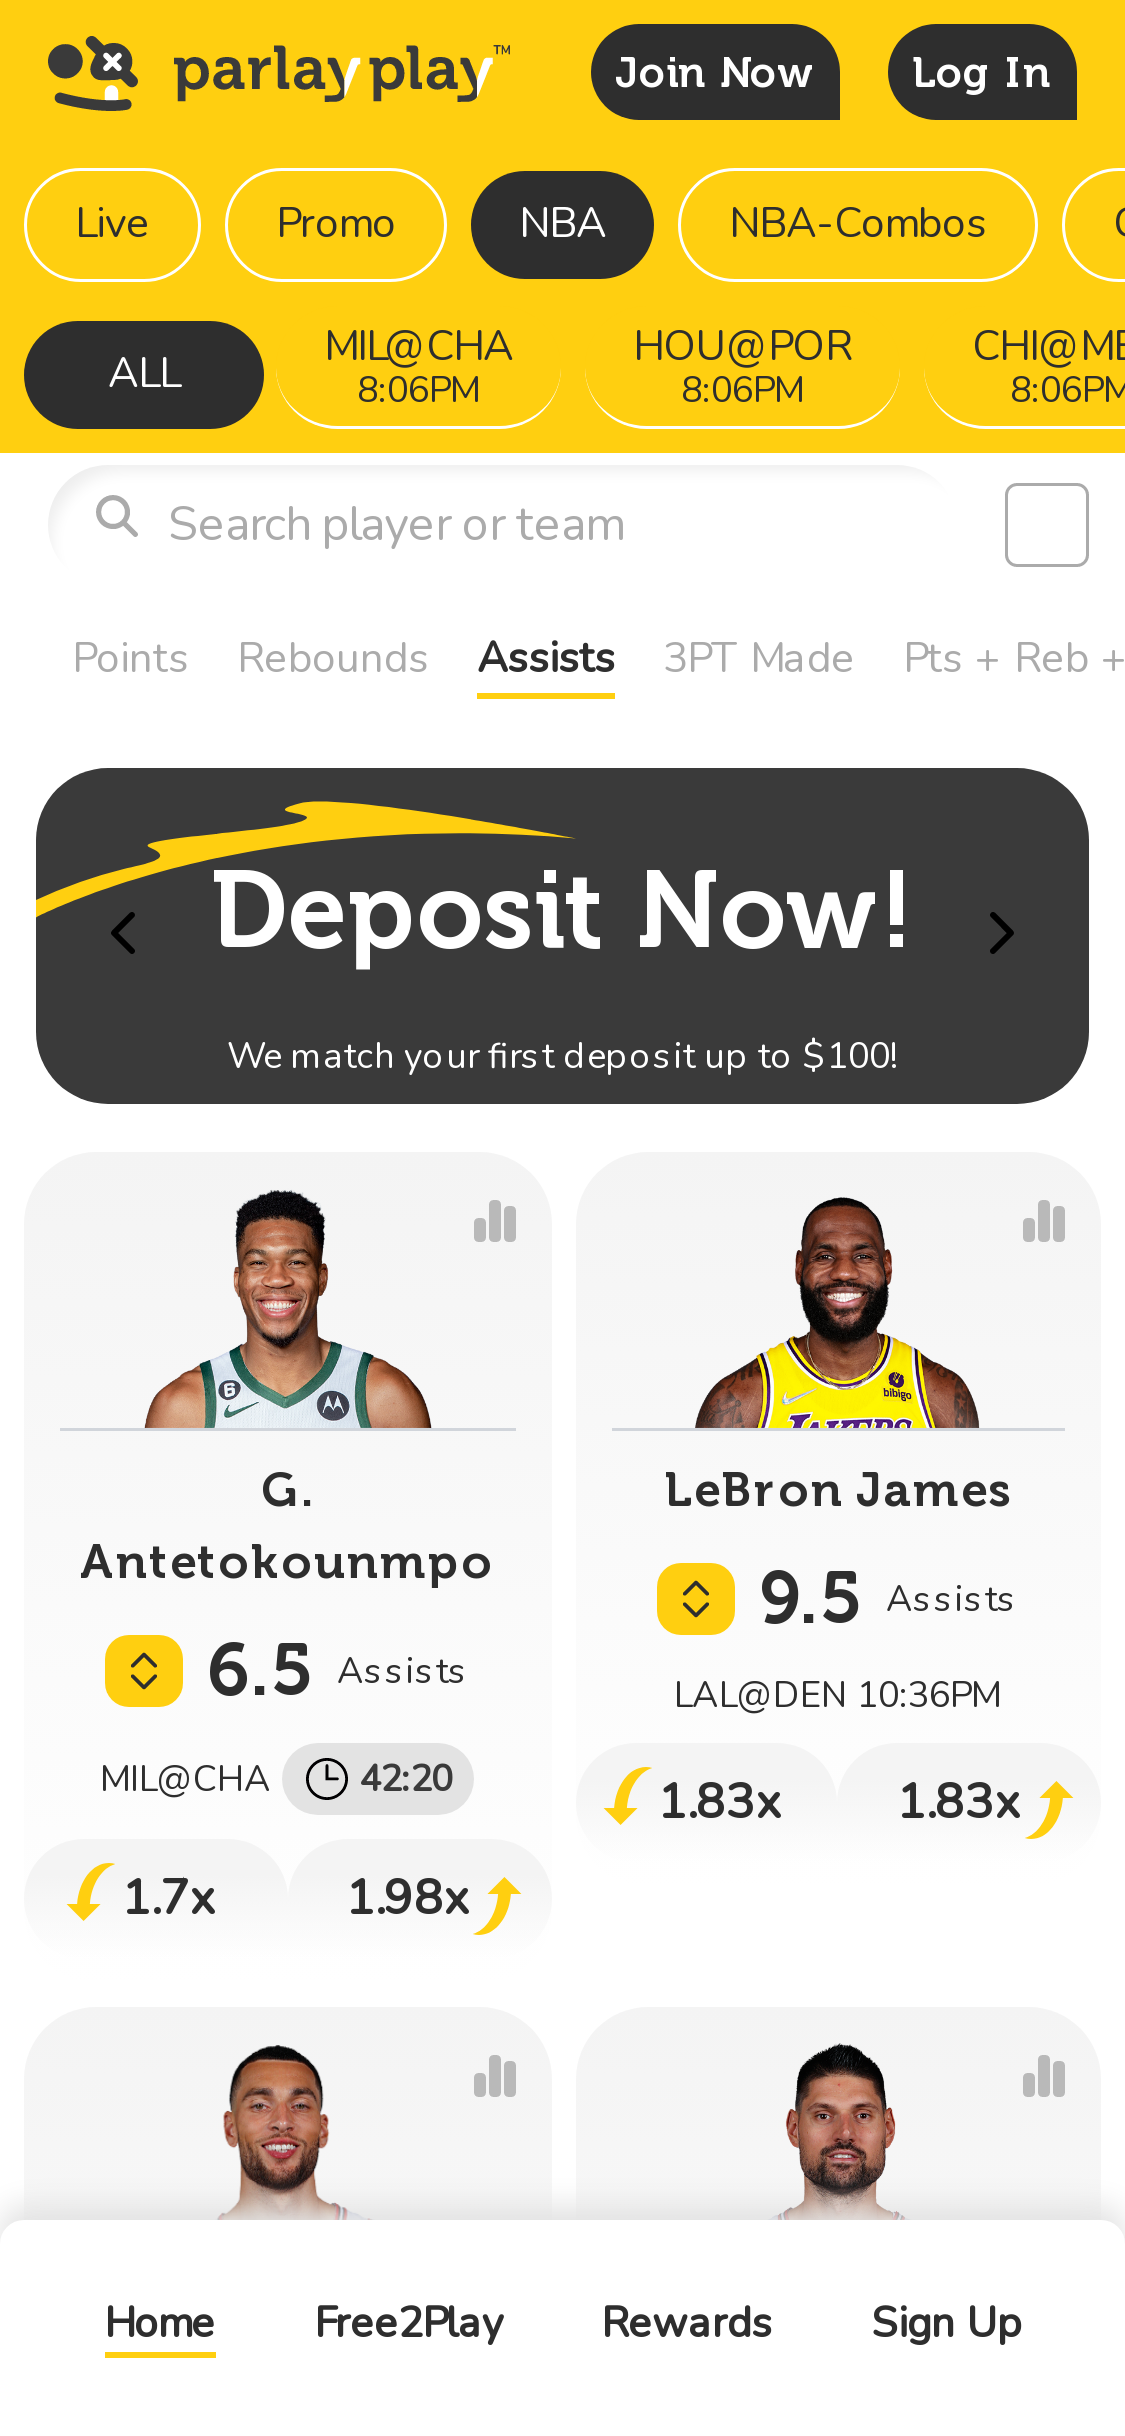 parlay play™
Join Now
Log In
Live
Promo
NBA
NBA-Combos
ALL
MIL@CHA
8:06PM
HOU@POR
8:06PM
CHI@ME
8:06PM
Search player or team
Points
Rebounds
Assists
3PT Made
Pts + Reb +
Deposit Now!
We match your first deposit up to $100!
6
bibigo
LAKERS
G.
Antetokounmpo
6.5 Assists
MIL@CHA 42:20
1.7x
1.98x
LeBron James
9.5 Assists
LAL@DEN 10:36PM
1.83x
1.83x
Home
Free2Play
Rewards
Sign Up